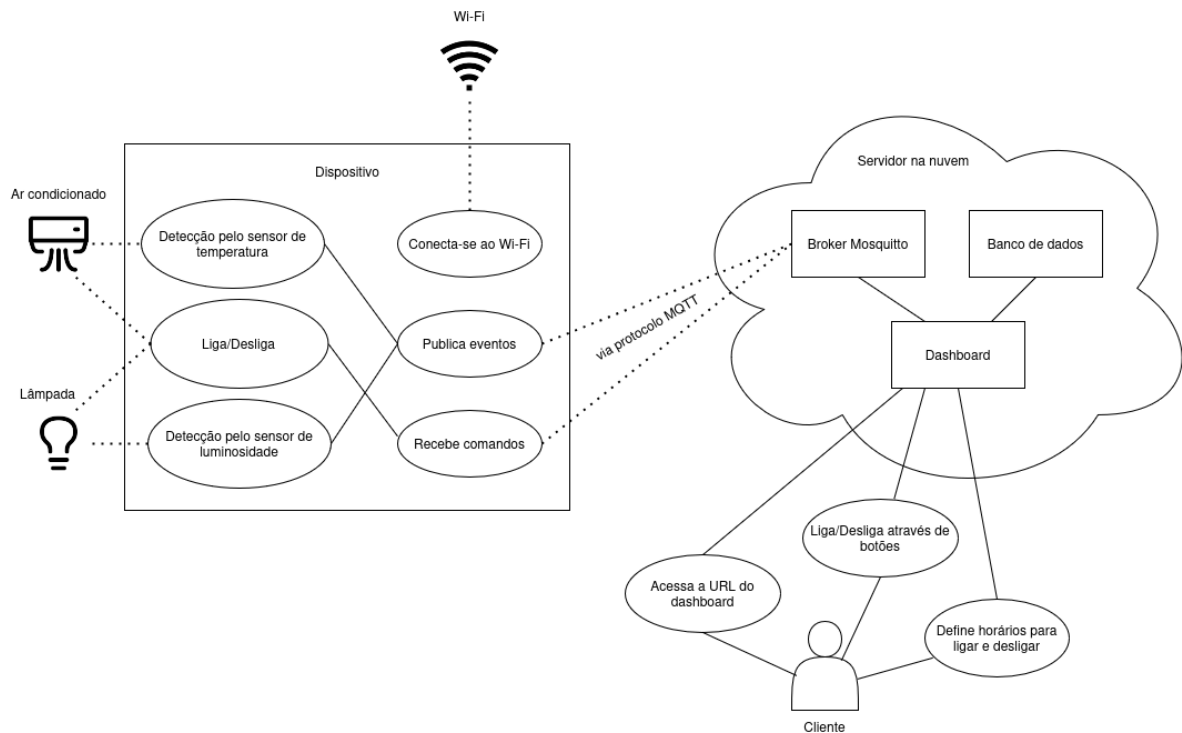 Wi-Fi
Dispositivo
Ar condicionado
Detecção pelo sensor de
temperatura
Conecta-se ao Wi-Fi
Liga/Desliga
Publica eventos
Lâmpada
Detecção pelo sensor de
luminosidade
Recebe comandos
via protocolo MQTT
Servidor na nuvem
Broker Mosquitto
Banco de dados
Dashboard
Liga/Desliga através de
botões
Acessa a URL do
dashboard
Define horários para
ligar e desligar
Cliente